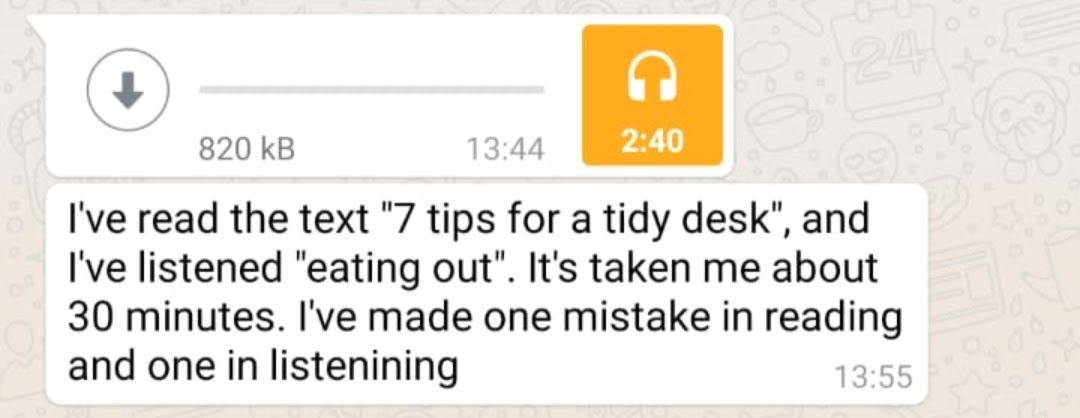 820 kB 13:44 2:40
I've read the text "7 tips for a tidy desk", and
I've listened "eating out". It's taken me about
30 minutes. I've made one mistake in reading
and one in listenining 13:55
24